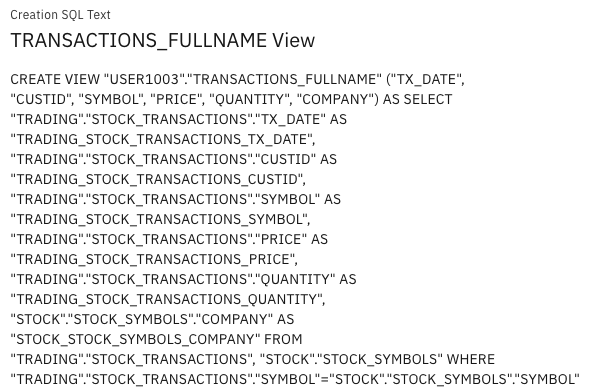 Creation SQL Text
TRANSACTIONS_FULLNAME View
CREATE VIEW "USER1003"."TRANSACTIONS_FULLNAME" ("TX_DATE",
"CUSTID", "SYMBOL", "PRICE", "QUANTITY", "COMPANY") AS SELECT
"TRADING"."STOCK_TRANSACTIONS"."TX_DATE" AS
"TRADING_STOCK_TRANSACTIONS_TX_DATE",
"TRADING"."STOCK_TRANSACTIONS"."CUSTID" AS
"TRADING_STOCK_TRANSACTIONS_CUSTID",
"TRADING"."STOCK_TRANSACTIONS"."SYMBOL" AS
"TRADING_STOCK_TRANSACTIONS_SYMBOL",
"TRADING"."STOCK_TRANSACTIONS"."PRICE" AS
"TRADING_STOCK_TRANSACTIONS_PRICE",
"TRADING"."STOCK_TRANSACTIONS"."QUANTITY" AS
"TRADING_STOCK_TRANSACTIONS_QUANTITY",
"STOCK"."STOCK_SYMBOLS"."COMPANY" AS
"STOCK_STOCK_SYMBOLS_COMPANY" FROM
"TRADING"."STOCK_TRANSACTIONS", "STOCK"."STOCK_SYMBOLS" WHERE
"TRADING"."STOCK_TRANSACTIONS"."SYMBOL"="STOCK"."STOCK_SYMBOLS"."SYMBOL"